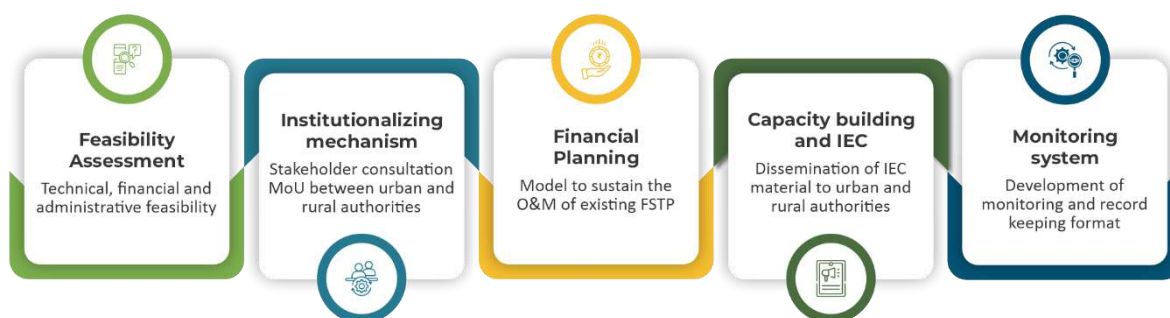 Feasibility
Assessment
Technical, financial and
administrative feasibility
Institutionalizing
mechanism
Stakeholder consultation
MoU between urban and
rural authorities
Financial
Planning
Model to sustain the
O&M of existing FSTP
Capacity building
and IEC
Dissemination of IEC
material to urban and
rural authorities
Monitoring
system
Development of
monitoring and record
keeping format